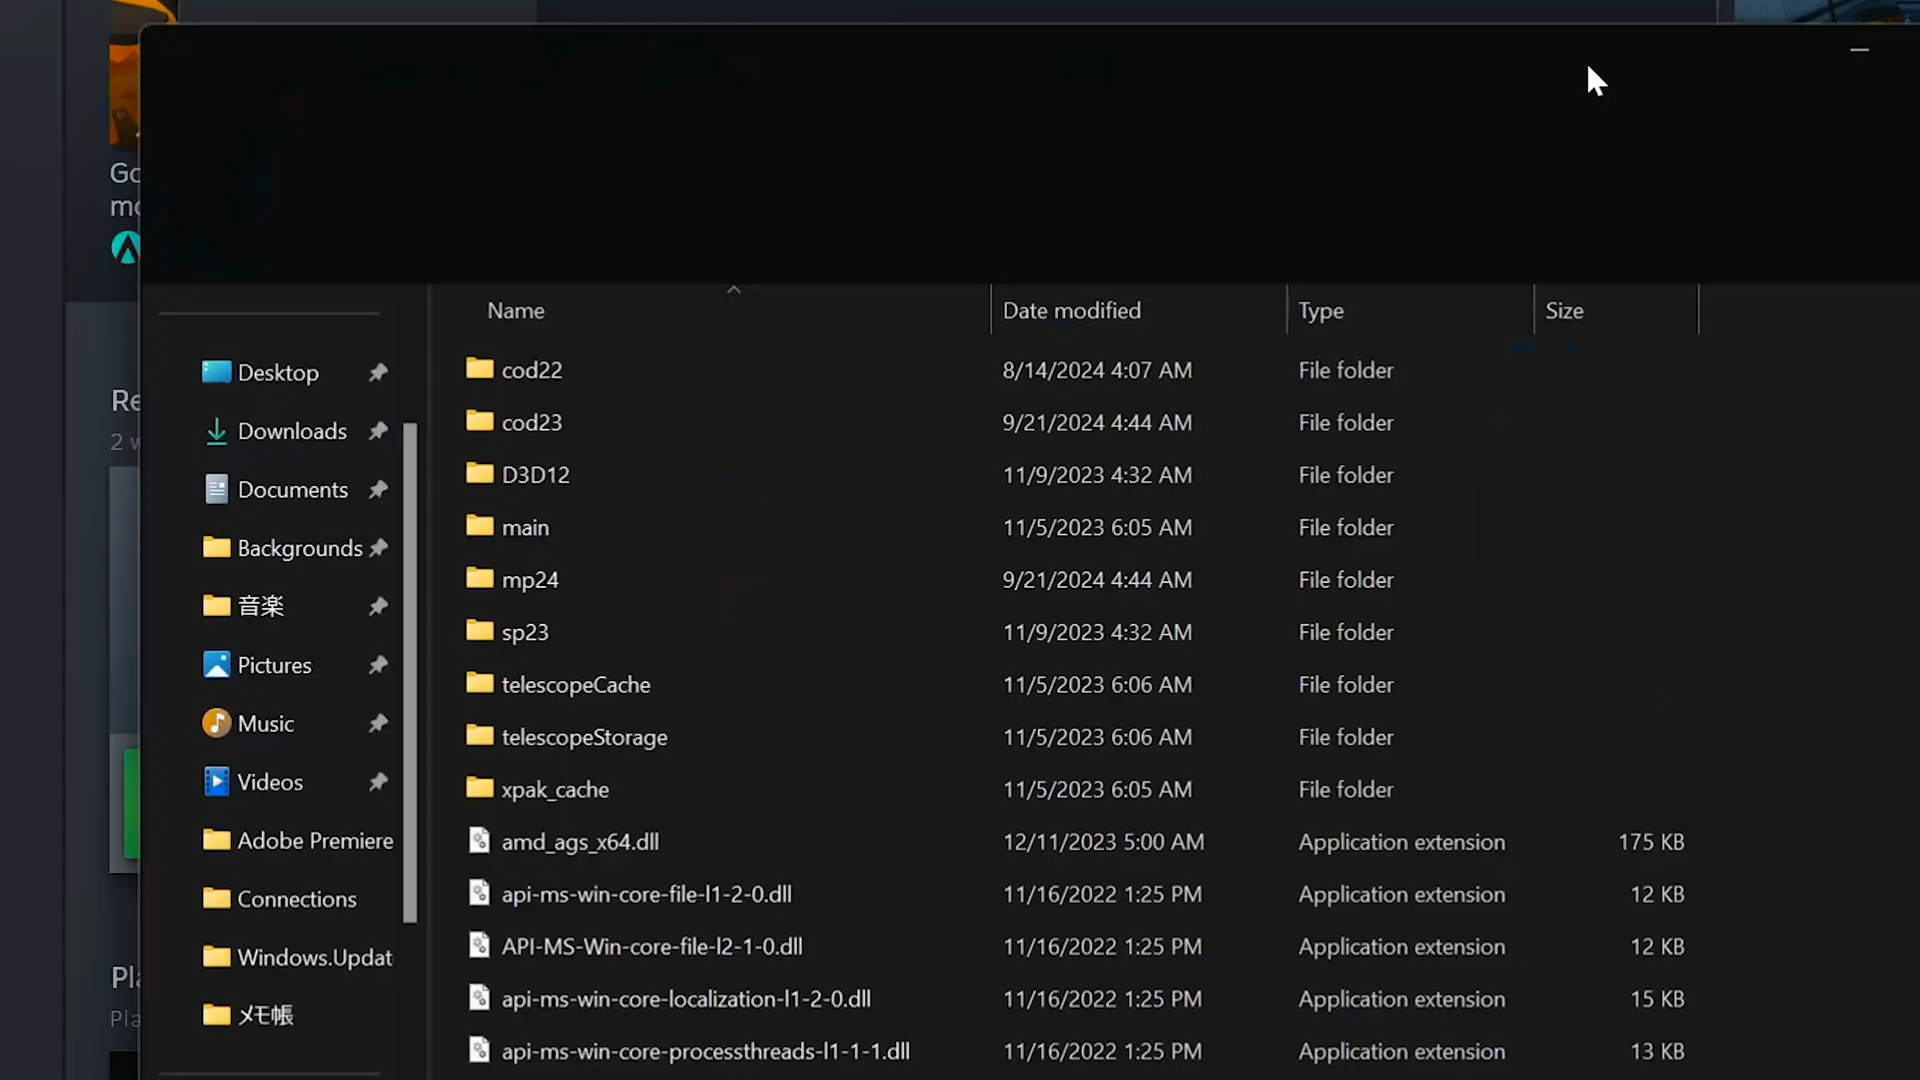 Go
mo
Re
2 w
Pla
Pla
Name Date modified Type Size
Desktop
Downloads
Documents
Backgrounds
音楽
Pictures
Music
Videos
Adobe Premiere
Connections
Windows.Updat
メモ帳
cod22 8/14/2024 4:07 AM File folder
cod23 9/21/2024 4:44 AM File folder
D3D12 11/9/2023 4:32 AM File folder
main 11/5/2023 6:05 AM File folder
mp24 9/21/2024 4:44 AM File folder
sp23 11/9/2023 4:32 AM File folder
telescopeCache 11/5/2023 6:06 AM File folder
telescopeStorage 11/5/2023 6:06 AM File folder
xpak_cache 11/5/2023 6:05 AM File folder
amd_ags_x64.dll 12/11/2023 5:00 AM Application extension 175 KB
api-ms-win-core-file-l1-2-0.dll 11/16/2022 1:25 PM Application extension 12 KB
API-MS-Win-core-file-l2-1-0.dll 11/16/2022 1:25 PM Application extension 12 KB
api-ms-win-core-localization-l1-2-0.dll 11/16/2022 1:25 PM Application extension 15 KB
api-ms-win-core-processthreads-l1-1-1.dll 11/16/2022 1:25 PM Application extension 13 KB